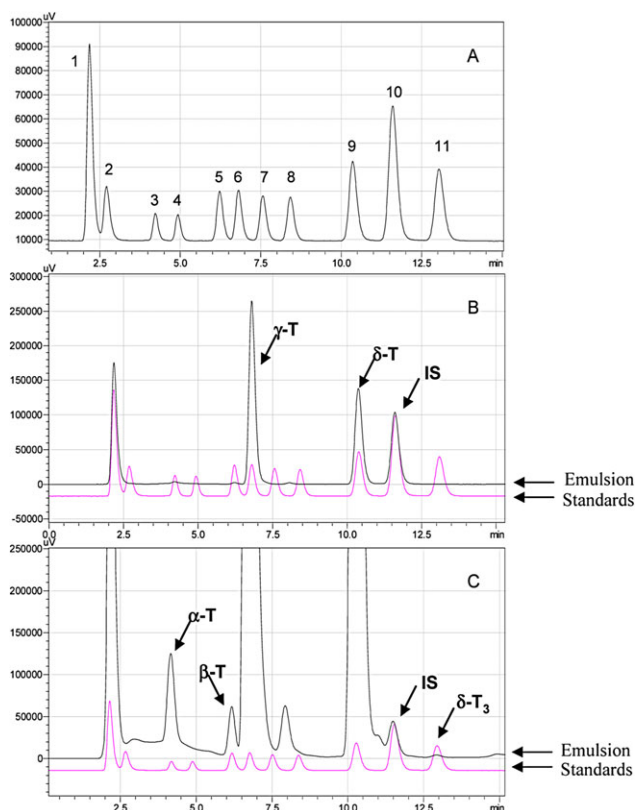 uV
100000
A
1
90000
80000
10
70000
60000
50000
9
11
40000
2
5 6 7 8
30000
3 4
20000
10000
2.5 5.0 7.5 10.0 12.5 min
uV
300000
B
250000
γ-T
200000
δ-T
IS
150000
100000
50000
0
Emulsion
Standards
-50000
0.0 2.5 5.0 7.5 10.0 12.5 min
uV
250000
C
200000
α-T
150000
β-T
IS
δ-T₃
100000
50000
0
Emulsion
Standards
2.5 5.0 7.5 10.0 12.5 min